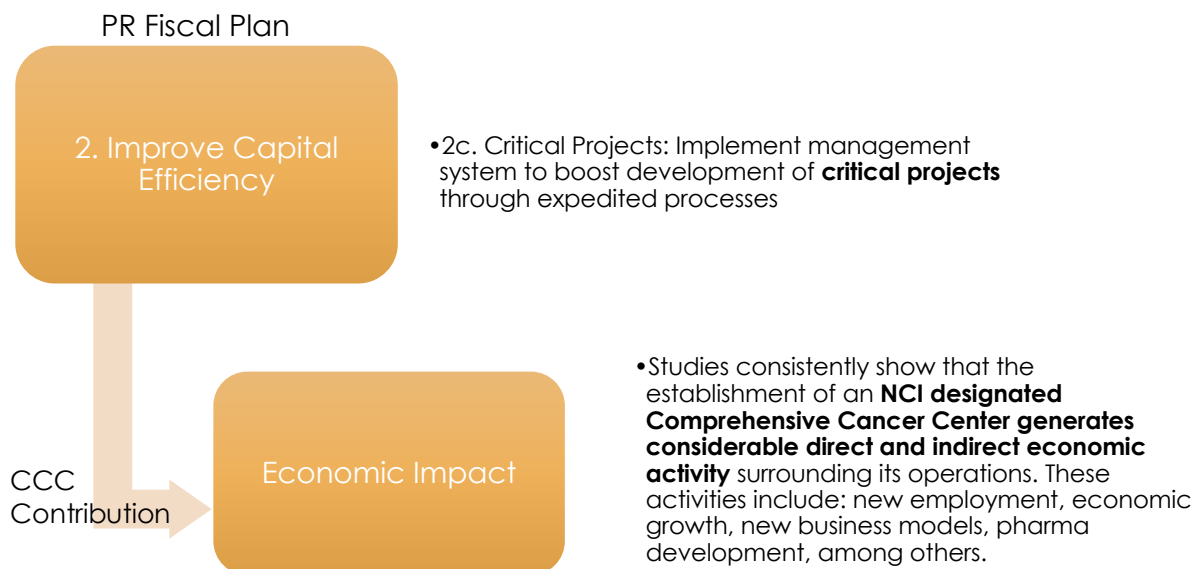 PR Fiscal Plan
2. Improve Capital
Efficiency
•2c. Critical Projects: Implement management
system to boost development of critical projects
through expedited processes
CCC
Contribution
Economic Impact
•Studies consistently show that the
establishment of an NCI designated
Comprehensive Cancer Center generates
considerable direct and indirect economic
activity surrounding its operations. These
activities include: new employment, economic
growth, new business models, pharma
development, among others.